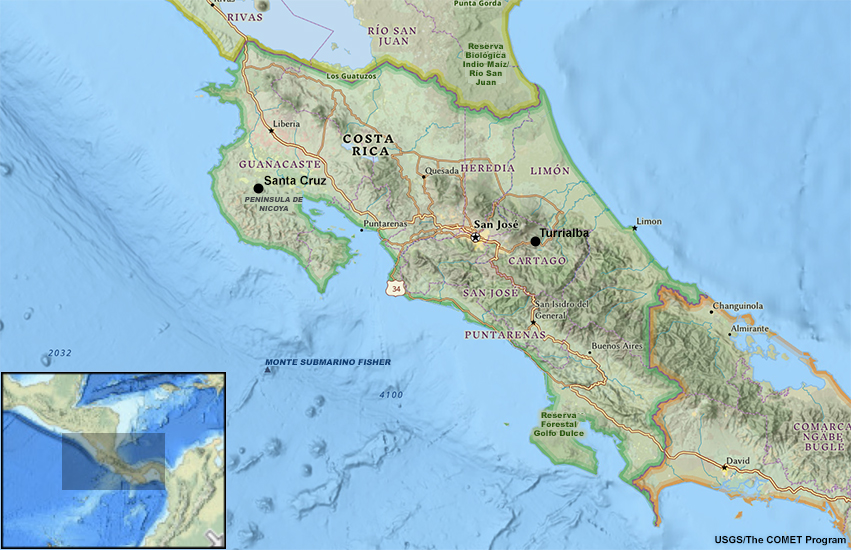 Rivas
RIVAS
Punta Gorda
RÍO SAN
JUAN
Reserva
Biológica
Indio Maíz/
Río San
Juan
Los Guatuzos
Liberia
COSTA
RICA
GUANACASTE
Quesada
HEREDIA
LIMÓN
Santa Cruz
PENÍNSULA DE
NICOYA
Puntarenas
San José
Limon
Turrialba
CARTAGO
34
SAN JOSÉ
San Isidro del
General
Changuinola
PUNTARENAS
Almirante
Buenos Aires
2032
MONTE SUBMARINO FISHER
4100
Reserva
Forestal
Golfo Dulce
COMARCA
NGÄBE
BUGLE
David
USGS/The COMET Program